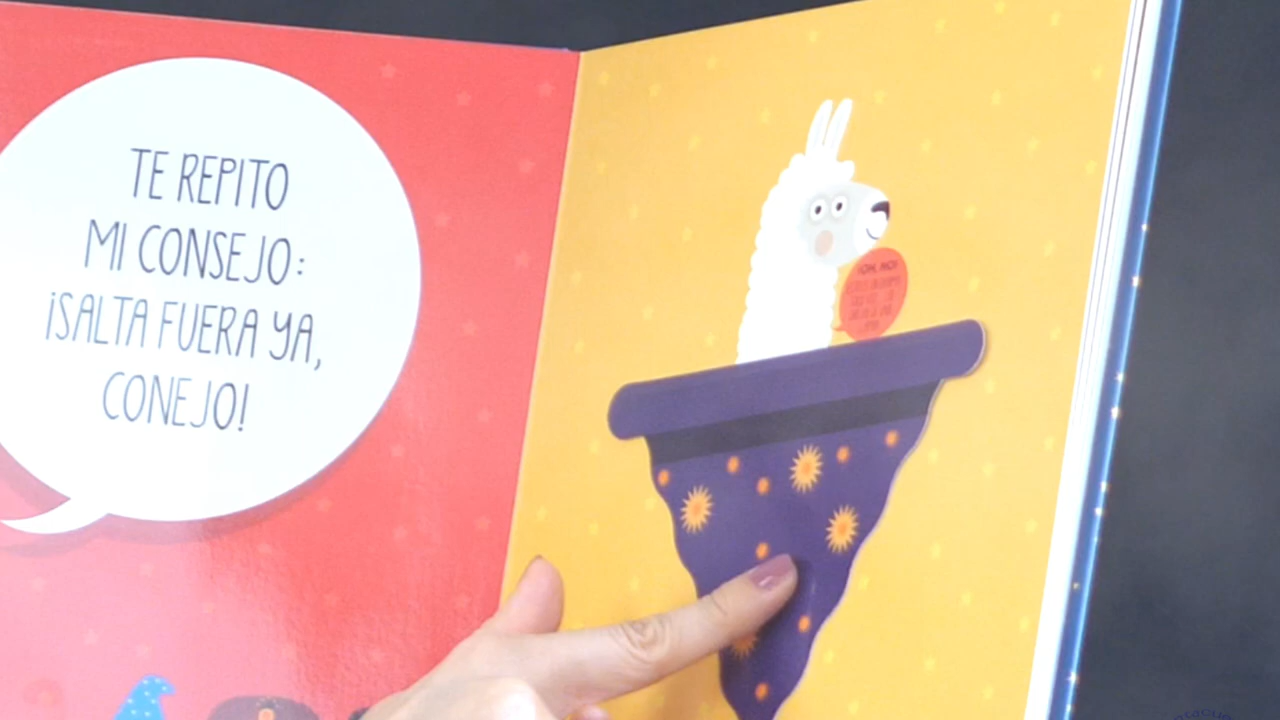 TE REPITO
MI CONSEJO:
¡SALTA FUERA YA,
CONEJO!
¡OH, NO!